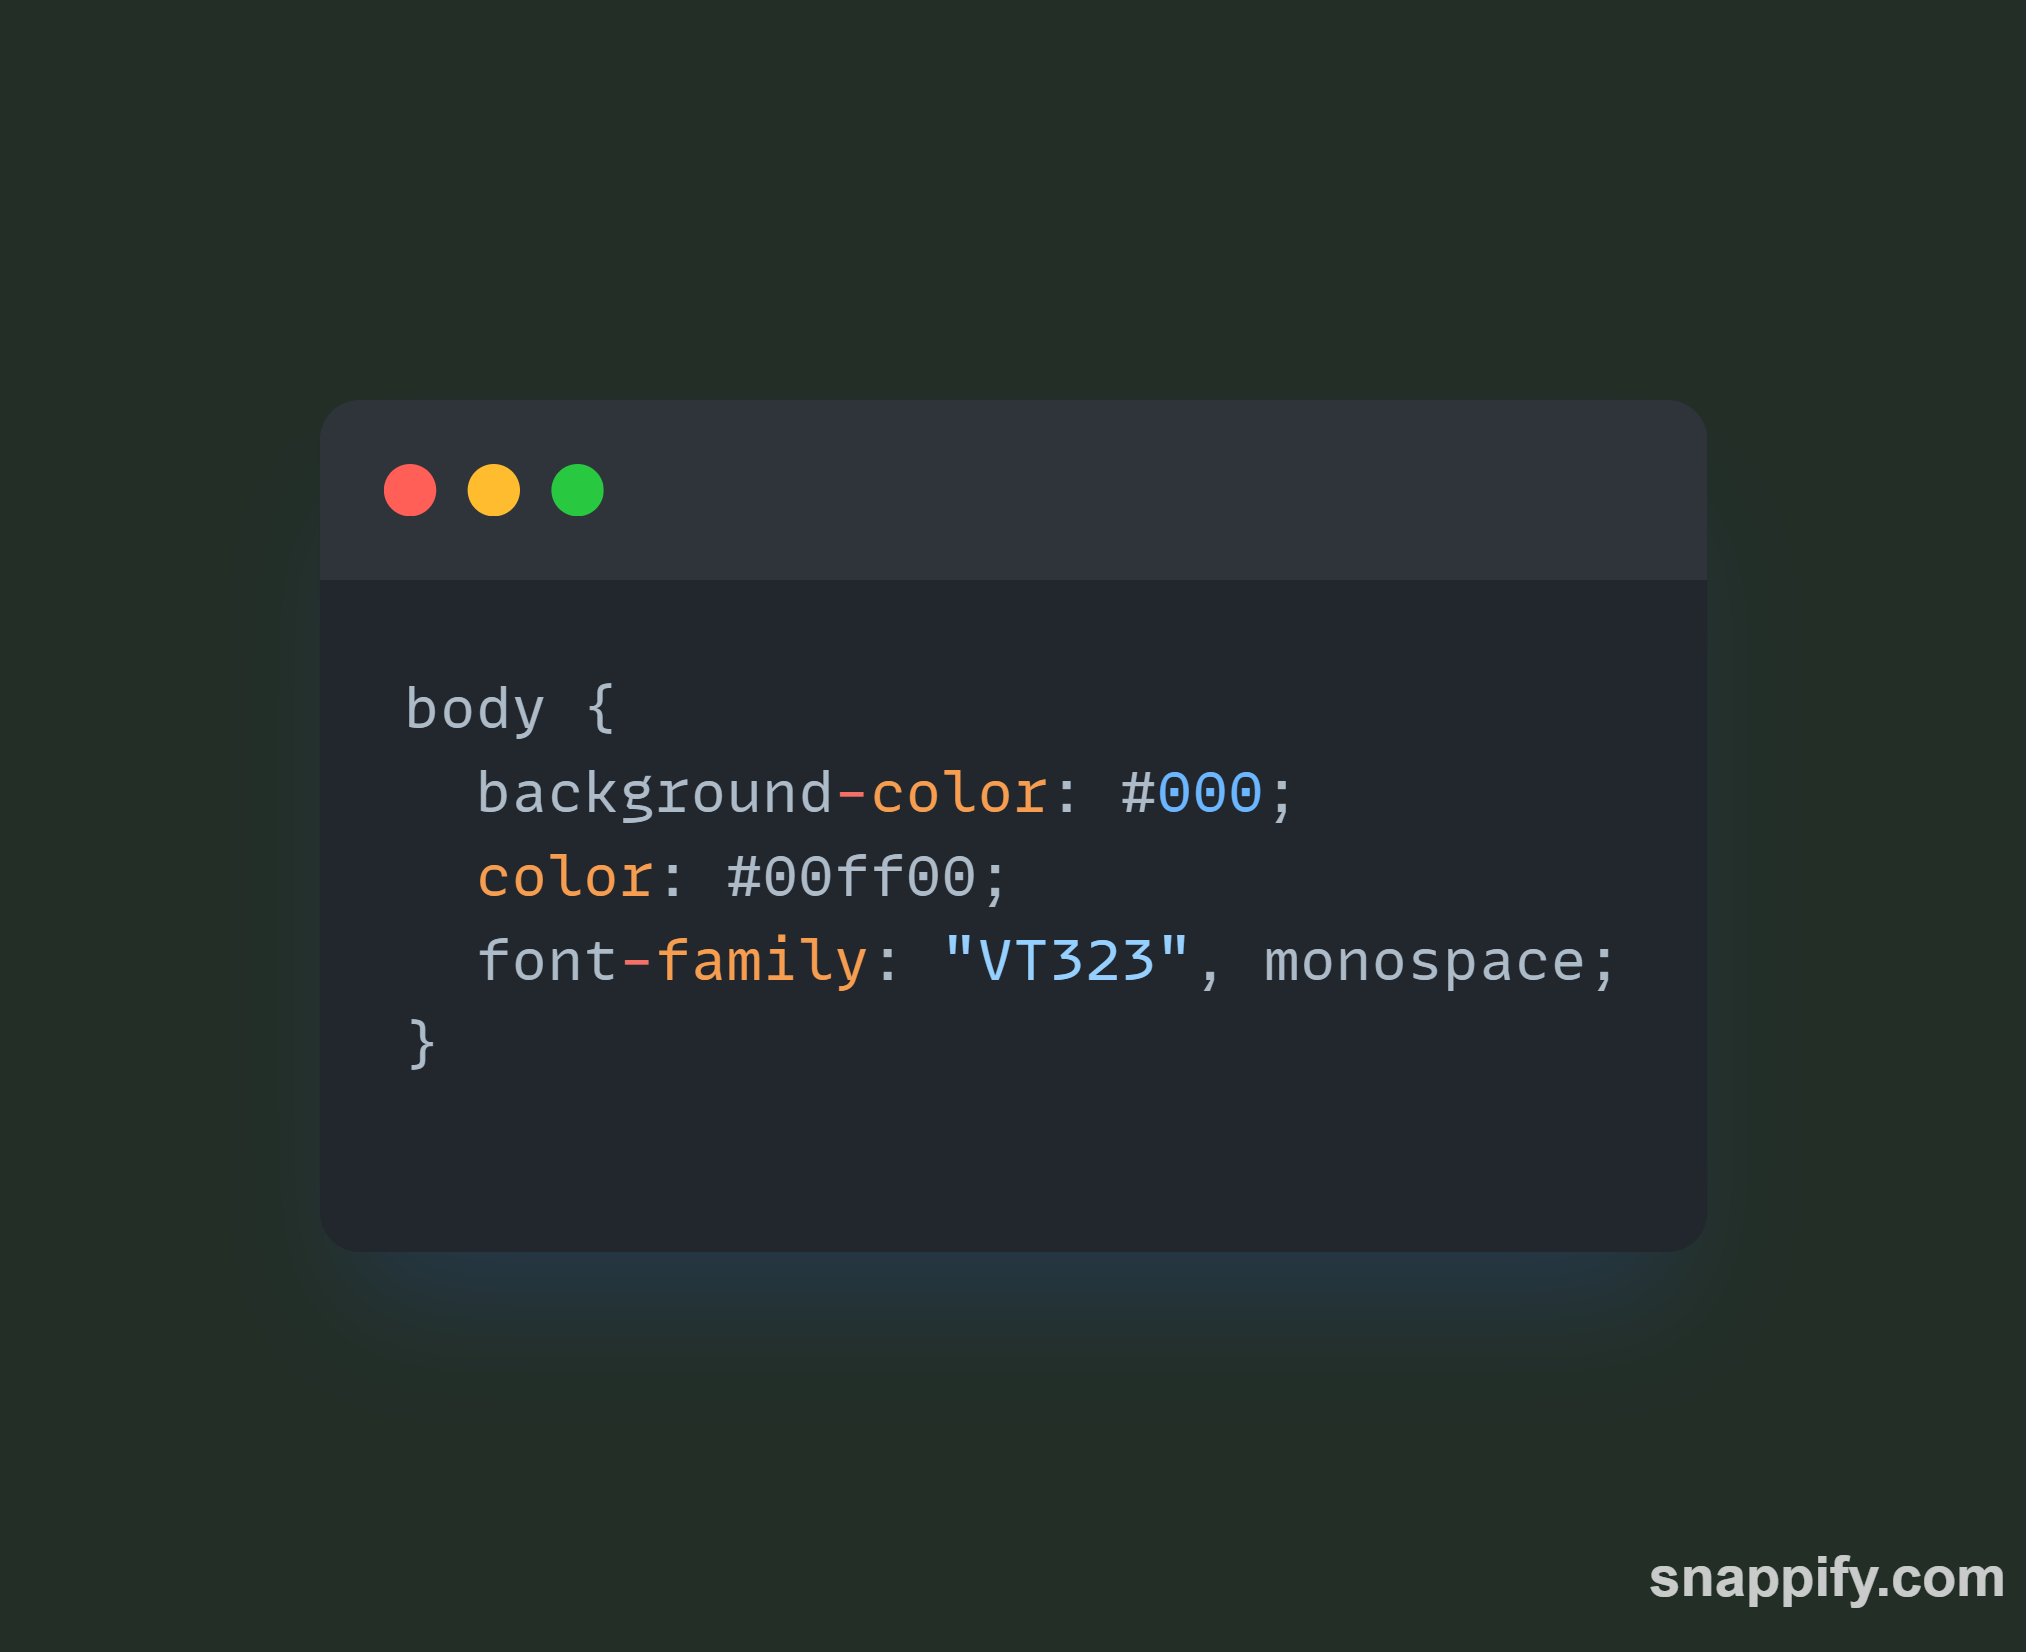 body {
  background-color: #000;
  color: #00ff00;
  font-family: "VT323", monospace;
}
snappify.com